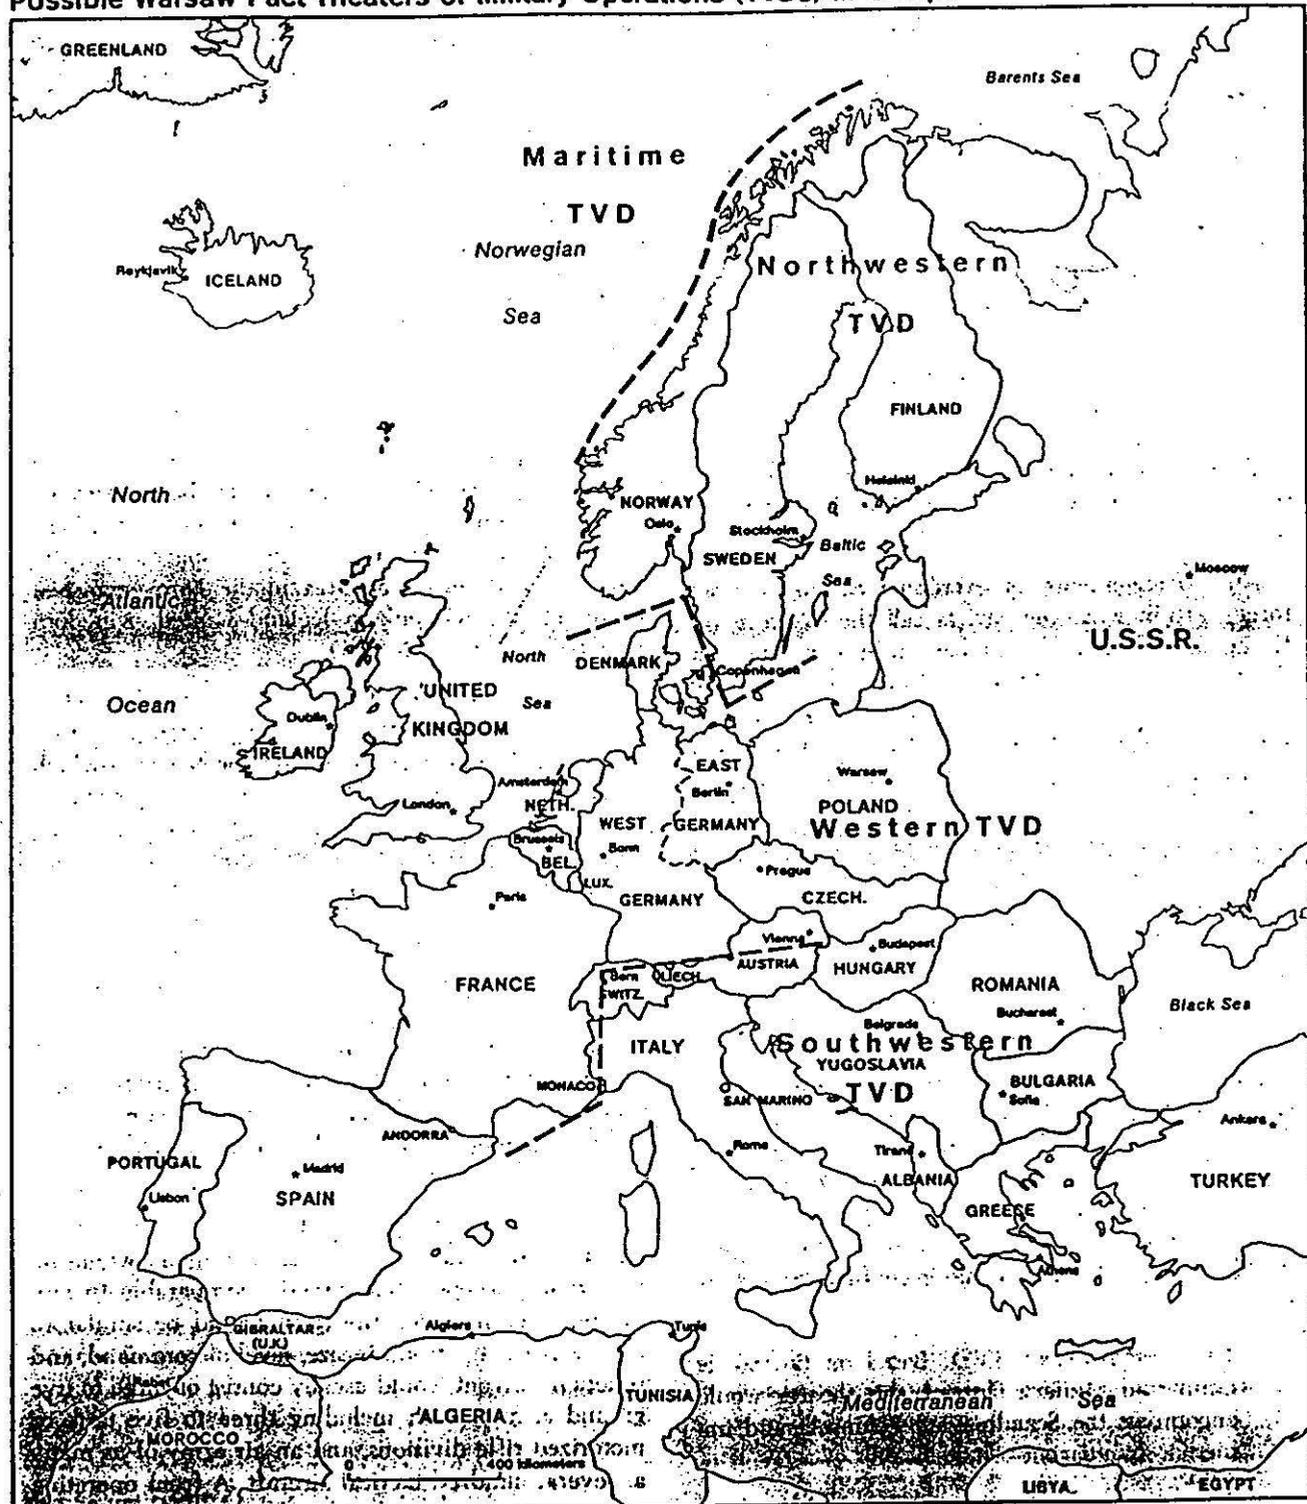 Possible Warsaw Pact Theaters of Military Operations (TVDs)
GREENLAND
Barents Sea
Maritime
TVD
Norwegian
Sea
Reykjavik
ICELAND
Northwestern
TVD
FINLAND
Helsinki
North
Atlantic
Ocean
NORWAY
Oslo
Stockholm
SWEDEN
Baltic
Sea
Moscow
U.S.S.R.
North
Sea
DENMARK
Copenhagen
UNITED
KINGDOM
Dublin
IRELAND
London
Amsterdam
NETH.
Brussels
BEL.
LUX.
WEST
Bonn
GERMANY
EAST
Berlin
GERMANY
Warsaw
POLAND
Western TVD
Prague
CZECH.
Paris
FRANCE
Vienna
AUSTRIA
Budapest
HUNGARY
Bern
SWITZ.
LIECH.
ROMANIA
Bucharest
Black Sea
ITALY
Belgrade
Southwestern
YUGOSLAVIA
TVD
MONACO
SAN MARINO
BULGARIA
Sofia
ANDORRA
Rome
Tirane
ALBANIA
Ankara
TURKEY
PORTUGAL
Lisbon
Madrid
SPAIN
GREECE
Athens
GIBRALTAR
(U.K.)
Algiers
Tunis
Rabat
MOROCCO
ALGERIA
TUNISIA
Mediterranean Sea
0 400 kilometers
LIBYA
EGYPT